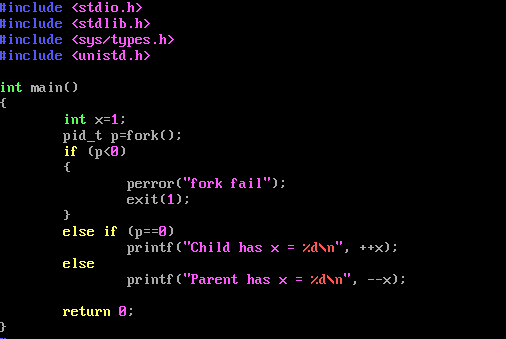 #include <stdio.h>
#include <stdlib.h>
#include <sys/types.h>
#include <unistd.h>

int main()
{
        int x=1;
        pid_t p=fork();
        if (p<0)
        {
                perror("fork fail");
                exit(1);
        }
        else if (p==0)
                printf("Child has x = %d\n", ++x);
        else
                printf("Parent has x = %d\n", --x);

        return 0;
}